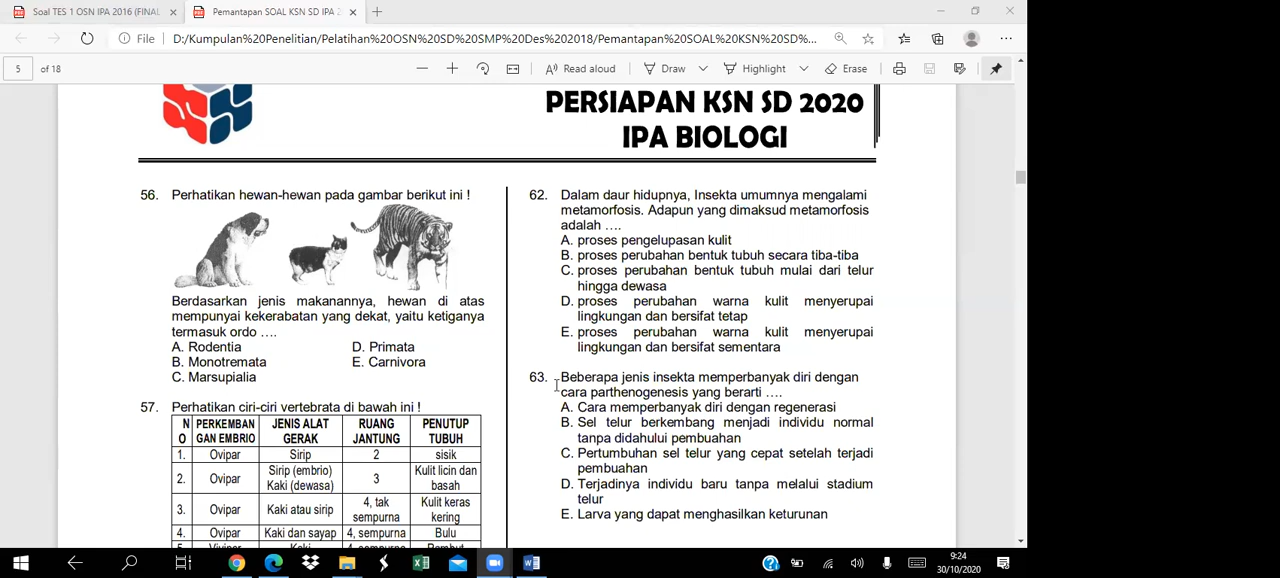 Soal TES 1 OSN IPA 2016 (FINAL
Pemantapan SOAL KSN SD IPA 2
File
D:/Kumpulan%20Penelitian/Pelatihan%20OSN%20SD%20SMP%20Des%202018/Pemantapan%20SOAL%20KSN%20SD%...
5 of 18
Read aloud
Draw
Highlight
Erase
PERSIAPAN KSN SD 2020
IPA BIOLOGI
56. Perhatikan hewan-hewan pada gambar berikut ini !
Berdasarkan jenis makanannya, hewan di atas
mempunyai kekerabatan yang dekat, yaitu ketiganya
termasuk ordo ....
A. Rodentia D. Primata
B. Monotremata E. Carnivora
C. Marsupialia
57. Perhatikan ciri-ciri vertebrata di bawah ini !
N PERKEMBAN JENIS ALAT RUANG PENUTUP
O GAN EMBRIO GERAK JANTUNG TUBUH
1. Ovipar Sirip 2 sisik
2. Ovipar Sirip (embrio) 3 Kulit licin dan
Kaki (dewasa) basah
3. Ovipar Kaki atau sirip 4, tak Kulit keras
sempurna kering
4. Ovipar Kaki dan sayap 4, sempurna Bulu
62. Dalam daur hidupnya, Insekta umumnya mengalami
metamorfosis. Adapun yang dimaksud metamorfosis
adalah ....
A. proses pengelupasan kulit
B. proses perubahan bentuk tubuh secara tiba-tiba
C. proses perubahan bentuk tubuh mulai dari telur
hingga dewasa
D. proses perubahan warna kulit menyerupai
lingkungan dan bersifat tetap
E. proses perubahan warna kulit menyerupai
lingkungan dan bersifat sementara
63. Beberapa jenis insekta memperbanyak diri dengan
cara parthenogenesis yang berarti ....
A. Cara memperbanyak diri dengan regenerasi
B. Sel telur berkembang menjadi individu normal
tanpa didahului pembuahan
C. Pertumbuhan sel telur yang cepat setelah terjadi
pembuahan
D. Terjadinya individu baru tanpa melalui stadium
telur
E. Larva yang dapat menghasilkan keturunan
9:24
30/10/2020